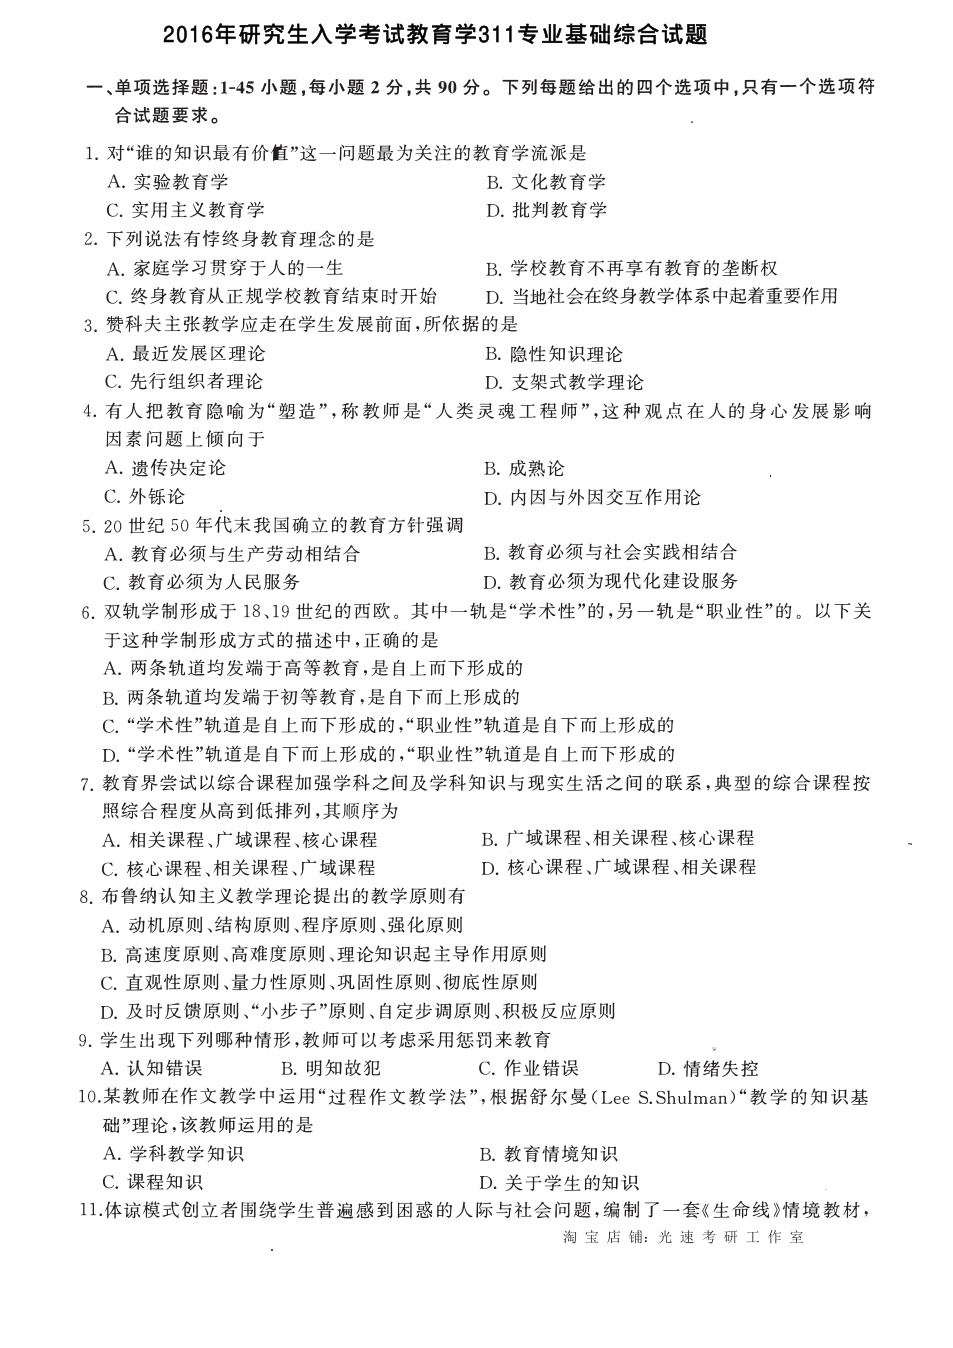 2016年研究生入学考试教育学311专业基础综合试题
一、单项选择题:1-45 小题,每小题 2 分,共 90 分。下列每题给出的四个选项中,只有一个选项符
合试题要求。
1. 对“谁的知识最有价值”这一问题最为关注的教育学流派是
A. 实验教育学 B. 文化教育学
C. 实用主义教育学 D. 批判教育学
2. 下列说法有悖终身教育理念的是
A. 家庭学习贯穿于人的一生 B. 学校教育不再享有教育的垄断权
C. 终身教育从正规学校教育结束时开始 D. 当地社会在终身教学体系中起着重要作用
3. 赞科夫主张教学应走在学生发展前面,所依据的是
A. 最近发展区理论 B. 隐性知识理论
C. 先行组织者理论 D. 支架式教学理论
4. 有人把教育隐喻为“塑造”,称教师是“人类灵魂工程师”,这种观点在人的身心发展影响
因素问题上倾向于
A. 遗传决定论 B. 成熟论
C. 外铄论 D. 内因与外因交互作用论
5. 20 世纪 50 年代末我国确立的教育方针强调
A. 教育必须与生产劳动相结合 B. 教育必须与社会实践相结合
C. 教育必须为人民服务 D. 教育必须为现代化建设服务
6. 双轨学制形成于 18、19 世纪的西欧。其中一轨是“学术性”的,另一轨是“职业性”的。以下关
于这种学制形成方式的描述中,正确的是
A. 两条轨道均发端于高等教育,是自上而下形成的
B. 两条轨道均发端于初等教育,是自下而上形成的
C. “学术性”轨道是自上而下形成的,“职业性”轨道是自下而上形成的
D. “学术性”轨道是自下而上形成的,“职业性”轨道是自上而下形成的
7. 教育界尝试以综合课程加强学科之间及学科知识与现实生活之间的联系,典型的综合课程按
照综合程度从高到低排列,其顺序为
A. 相关课程、广域课程、核心课程 B. 广域课程、相关课程、核心课程
C. 核心课程、相关课程、广域课程 D. 核心课程、广域课程、相关课程
8. 布鲁纳认知主义教学理论提出的教学原则有
A. 动机原则、结构原则、程序原则、强化原则
B. 高速度原则、高难度原则、理论知识起主导作用原则
C. 直观性原则、量力性原则、巩固性原则、彻底性原则
D. 及时反馈原则、“小步子”原则、自定步调原则、积极反应原则
9. 学生出现下列哪种情形,教师可以考虑采用惩罚来教育
A. 认知错误 B. 明知故犯 C. 作业错误 D. 情绪失控
10.某教师在作文教学中运用“过程作文教学法”,根据舒尔曼(Lee S.Shulman)“教学的知识基
础”理论,该教师运用的是
A. 学科教学知识 B. 教育情境知识
C. 课程知识 D. 关于学生的知识
11.体谅模式创立者围绕学生普遍感到困惑的人际与社会问题,编制了一套《生命线》情境教材,
淘宝店铺:光速考研工作室